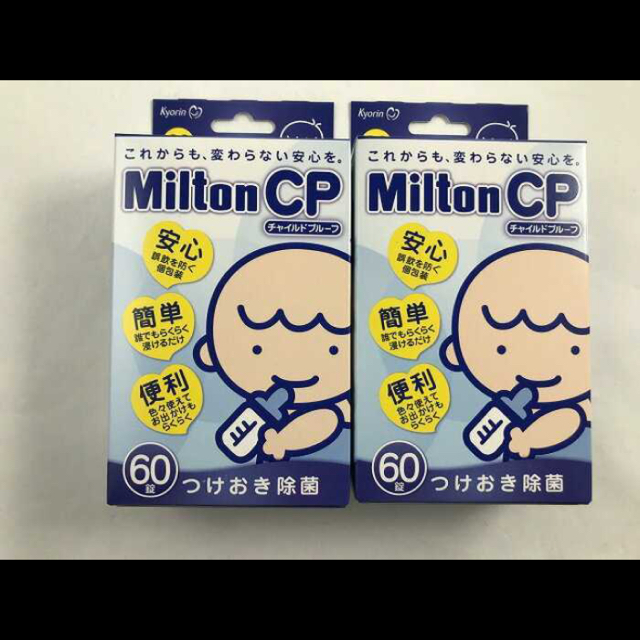 Kyorin
これからも、変わらない安心を。
Milton CP
チャイルドプルーフ
安心
誤飲を防ぐ
個包装
簡単
誰でもらくらく
浸けるだけ
便利
色々使えて
お出かけも
らくらく
60錠
つけおき除菌
Kyorin
これからも、変わらない安心を。
Milton CP
チャイルドプルーフ
安心
誤飲を防ぐ
個包装
簡単
誰でもらくらく
浸けるだけ
便利
色々使えて
お出かけも
らくらく
60錠
つけおき除菌